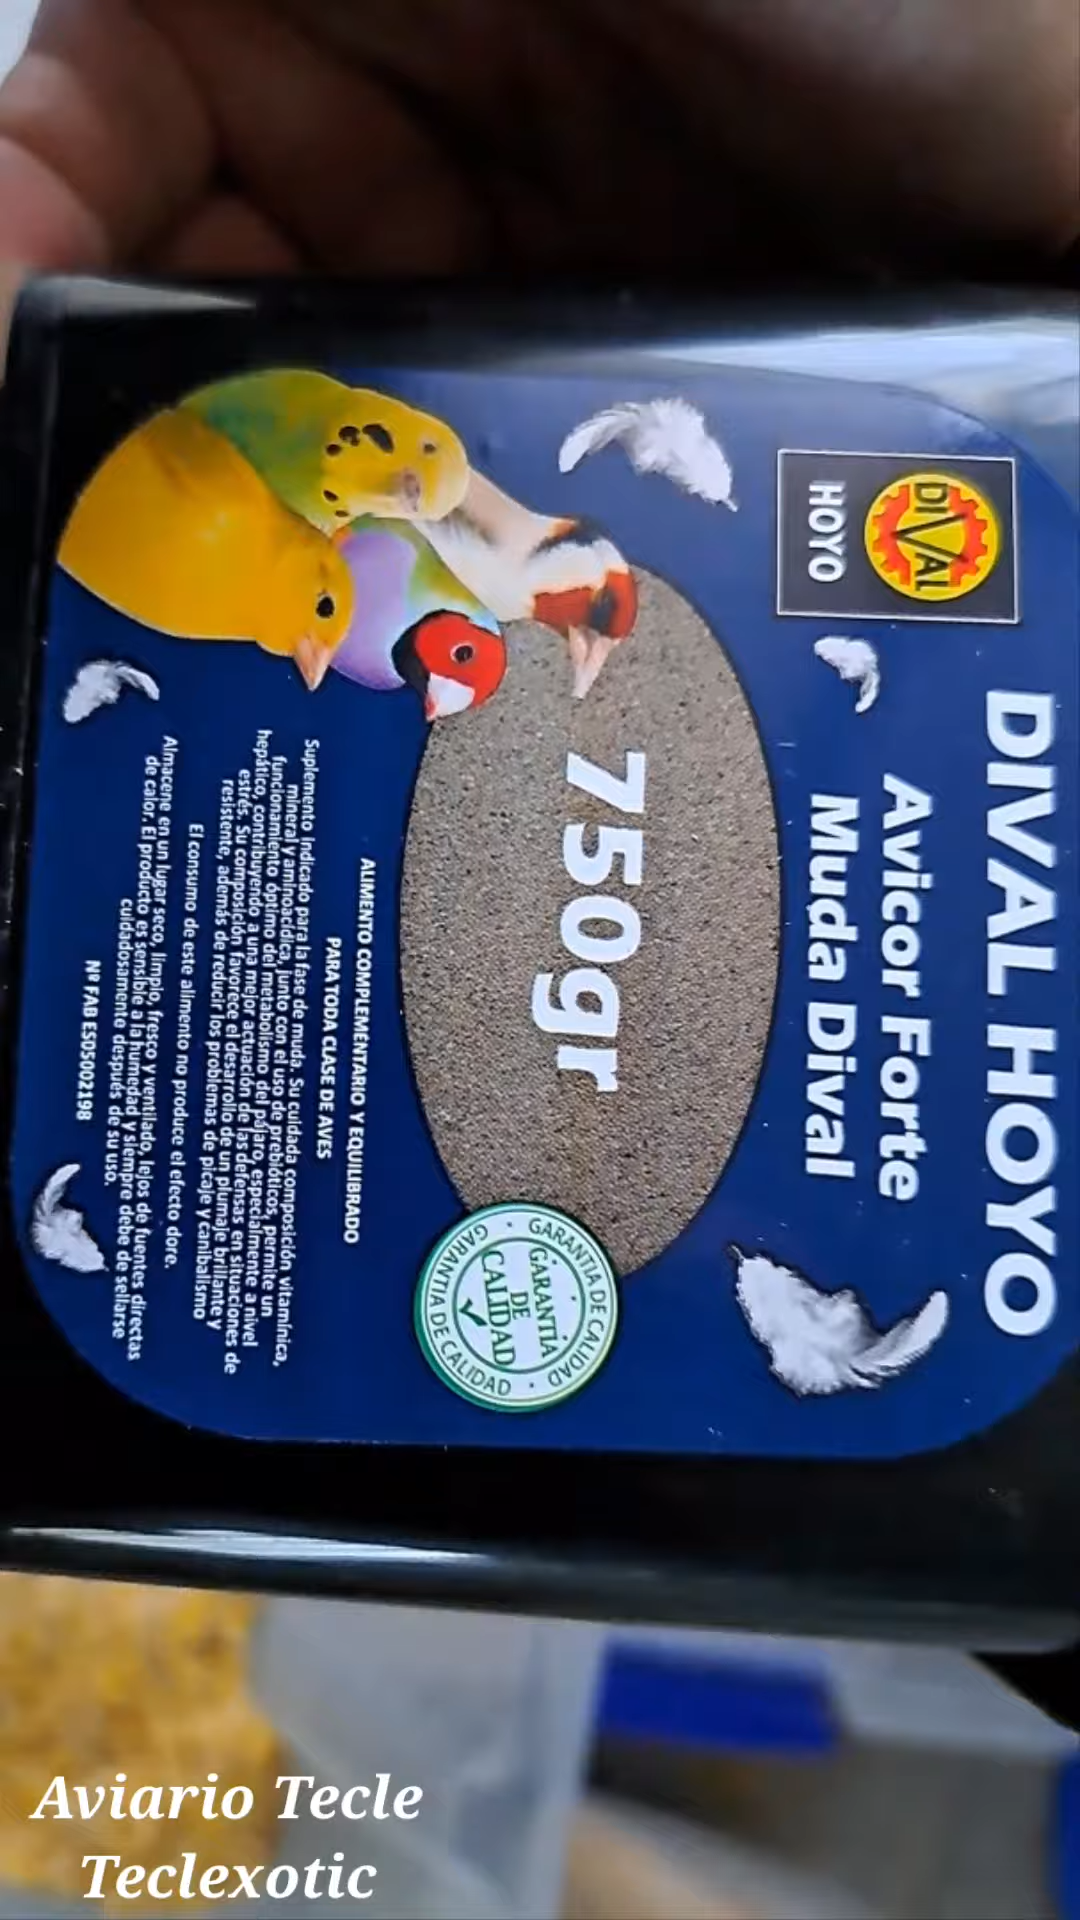 DIVAL
HOYO
DIVAL HOYO
Avicor Forte
Muda Dival
750gr
GARANTIA DE CALIDAD
GARANTIA
DE
CALIDAD
GARANTIA DE CALIDAD
ALIMENTO COMPLEMENTARIO Y EQUILIBRADO
PARA TODA CLASE DE AVES
Suplemento Indicado para la fase de muda. Su cuidada composición vitamínica,
mineral y aminoacídica, junto con el uso de prebióticos, permite un
funcionamiento óptimo del metabolismo del pájaro, especialmente a nivel
hepático, contribuyendo a una mejor actuación de las defensas en situaciones de
estrés. Su composición favorece el desarrollo de un plumaje brillante y
resistente, además de reducir los problemas de picaje y canibalismo
El consumo de este alimento no produce el efecto dore.
Almacene en un lugar seco, limpio, fresco y ventilado, lejos de fuentes directas
de calor. El producto es sensible a la humedad y siempre debe de sellarse
cuidadosamente después de su uso.
Nº FAB ES05002198
Aviario Tecle
Teclexotic